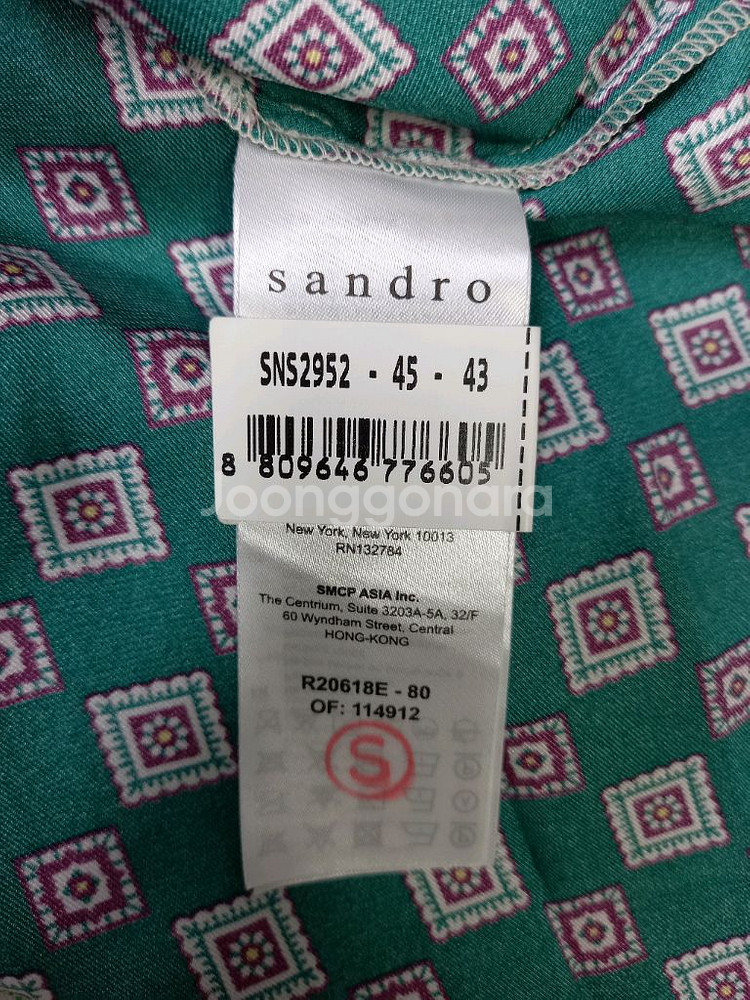 sandro
SNS2952 - 45 - 43
8 809646 776605
Joonggonara
New York, New York 10013
RN132784
SMCP ASIA Inc.
The Centrium, Suite 3203A-5A, 32/F
60 Wyndham Street, Central
HONG-KONG
R20618E - 80
OF: 114912
S